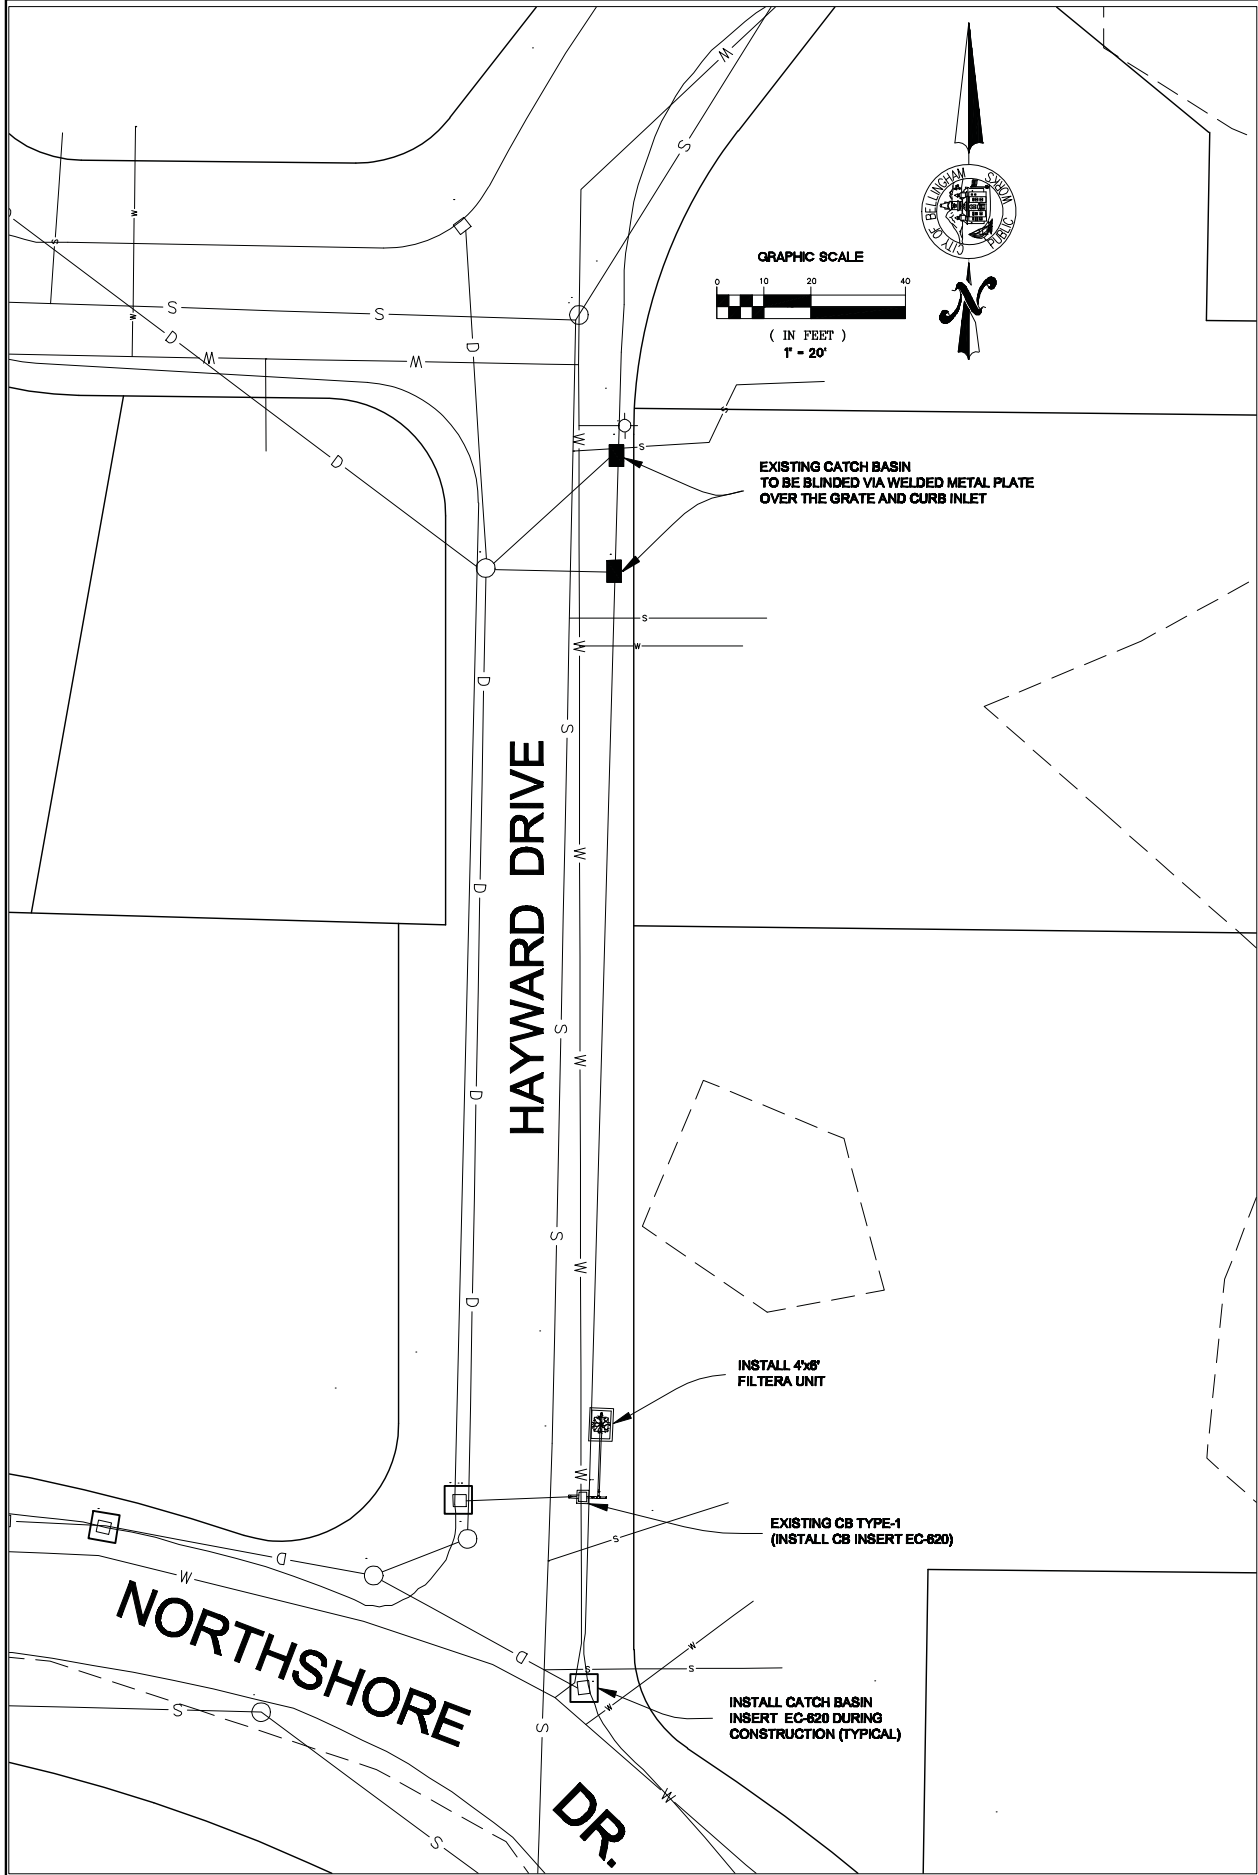 CITY OF BELLINGHAM
PUBLIC WORKS
N
GRAPHIC SCALE
0 10 20 40
( IN FEET )
1" = 20'
EXISTING CATCH BASIN
TO BE BLINDED VIA WELDED METAL PLATE
OVER THE GRATE AND CURB INLET
HAYWARD DRIVE
INSTALL 4'x6'
FILTERA UNIT
EXISTING CB TYPE-1
(INSTALL CB INSERT EC-620)
NORTHSHORE
DR.
INSTALL CATCH BASIN
INSERT EC-620 DURING
CONSTRUCTION (TYPICAL)